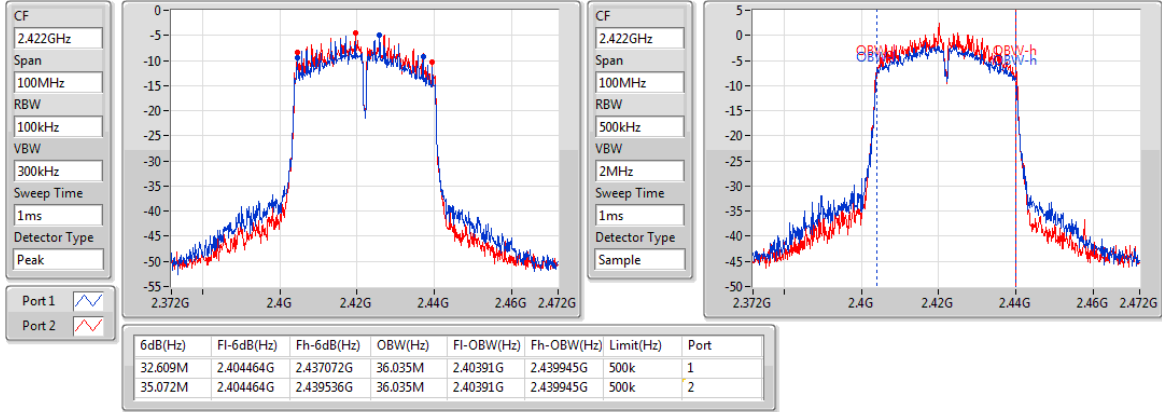 CF
2.422GHz
Span
100MHz
RBW
100kHz
VBW
300kHz
Sweep Time
1ms
Detector Type
Peak
Port 1
Port 2
0
-5
-10
-15
-20
-25
-30
-35
-40
-45
-50
-55
2.372G 2.4G 2.42G 2.44G 2.46G 2.472G
CF
2.422GHz
Span
100MHz
RBW
500kHz
VBW
2MHz
Sweep Time
1ms
Detector Type
Sample
5
0
-5
-10
-15
-20
-25
-30
-35
-40
-45
-50
OBW-h
OBW-h
2.372G 2.4G 2.42G 2.44G 2.46G 2.472G
6dB(Hz) Fl-6dB(Hz) Fh-6dB(Hz) OBW(Hz) Fl-OBW(Hz) Fh-OBW(Hz) Limit(Hz) Port
32.609M 2.404464G 2.437072G 36.035M 2.40391G 2.439945G 500k 1
35.072M 2.404464G 2.439536G 36.035M 2.40391G 2.439945G 500k 2